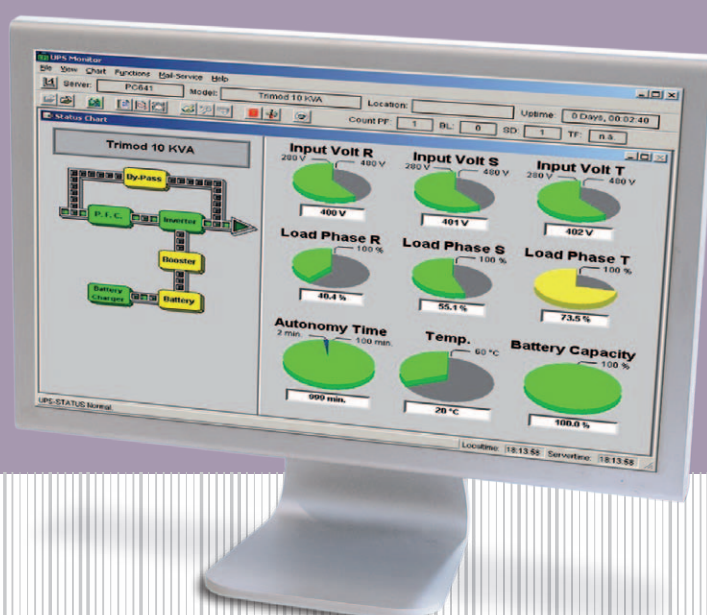 UPS Monitor
File View Chart Functions Mail-Service Help
Server: PC641 Model: Trimod 10 KVA Location: Uptime: 0 Days, 00:02:40
Count PF: 1 BL: 0 SD: 1 TF: n.a.
Status Chart
Trimod 10 KVA
By-Pass
P.F.C.
Inverter
Booster
Battery Charger
Battery
Input Volt R
280 V 480 V
400 V
Input Volt S
280 V 480 V
401 V
Input Volt T
280 V 480 V
402 V
Load Phase R
100 %
40.4 %
Load Phase S
100 %
55.1 %
Load Phase T
100 %
73.5 %
Autonomy Time
2 min. 100 min.
999 min.
Temp.
60 °C
20 °C
Battery Capacity
100 %
100.0 %
UPS-STATUS Normal
Localtime: 18:13:58 Servertime: 18:13:58